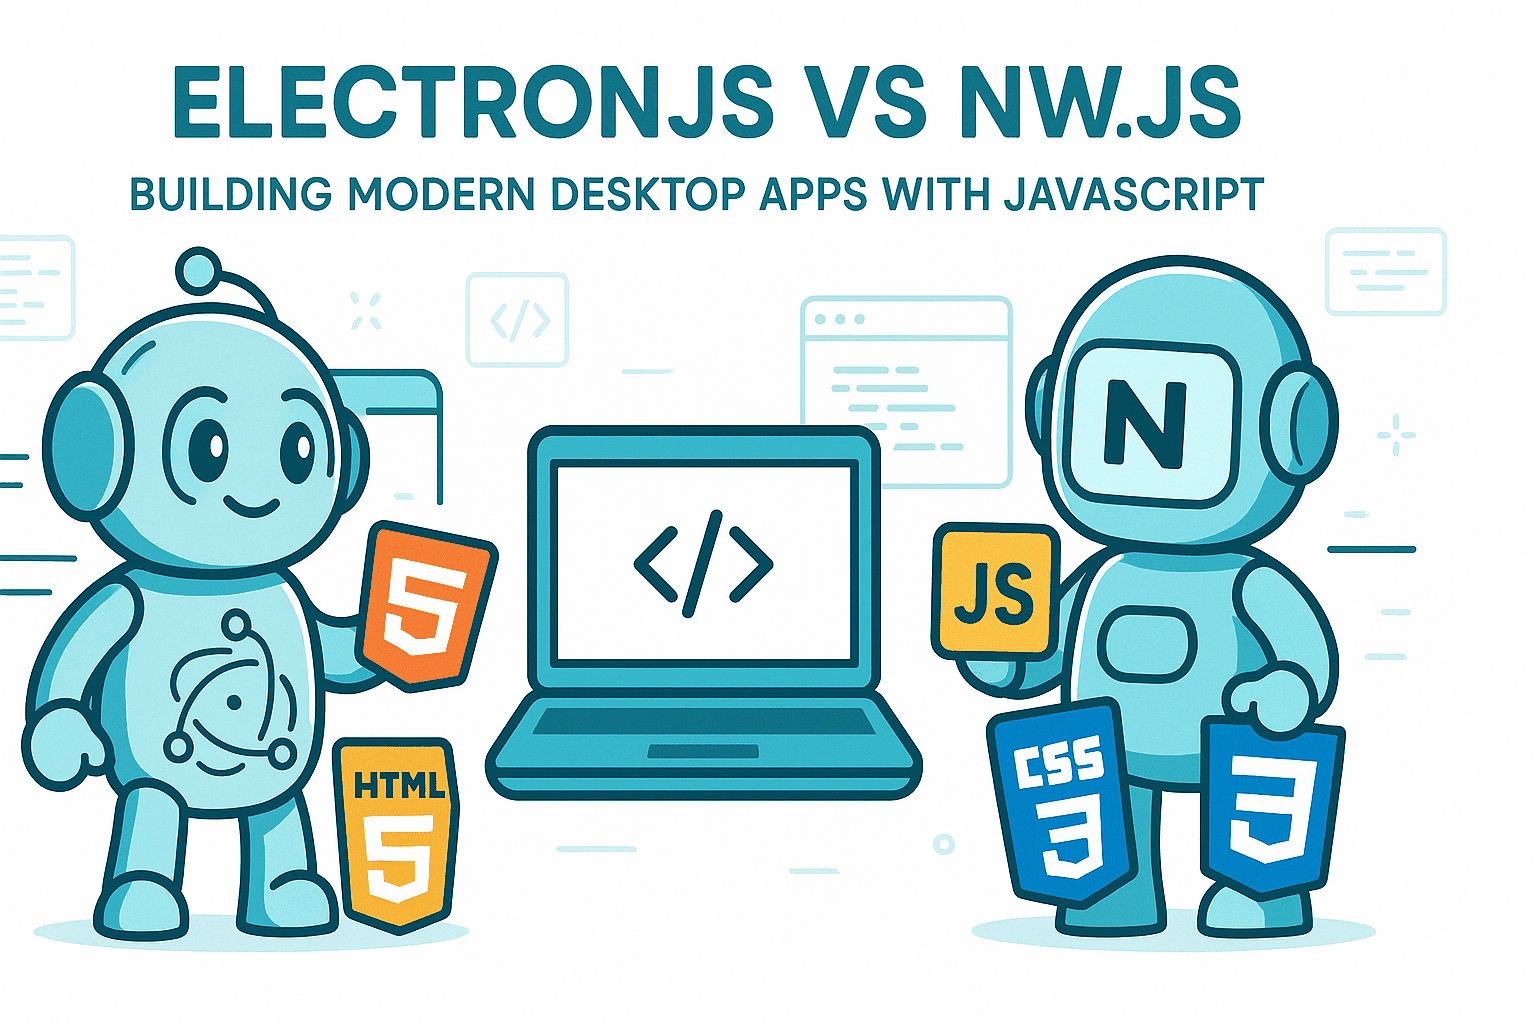 ELECTRONJS VS NW.JS
BUILDING MODERN DESKTOP APPS WITH JAVASCRIPT
</>
N
5
</>
JS
HTML
5
CSS
3
3